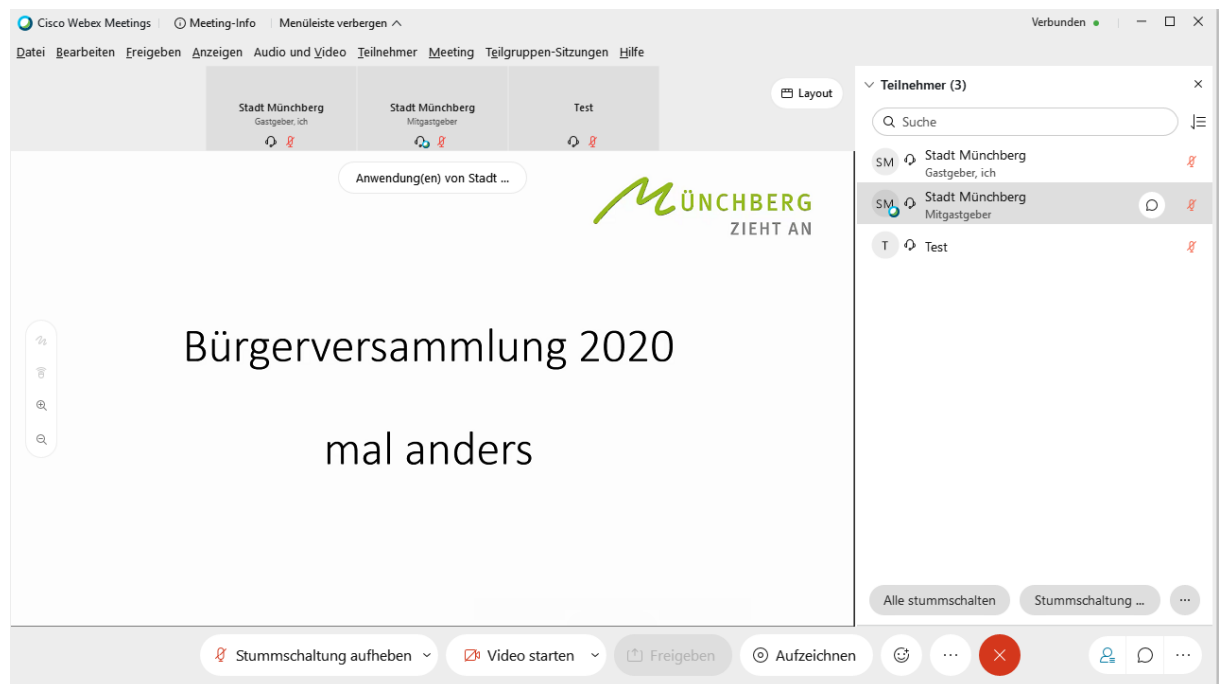 Cisco Webex Meetings Meeting-Info Menüleiste verbergen Verbunden
Datei Bearbeiten Freigeben Anzeigen Audio und Video Teilnehmer Meeting Teilgruppen-Sitzungen Hilfe
Stadt Münchberg
Gastgeber, ich
Stadt Münchberg
Mitgastgeber
Test
Layout
Anwendung(en) von Stadt ...
MÜNCHBERG
ZIEHT AN
Bürgerversammlung 2020
mal anders
Teilnehmer (3)
Suche
SM Stadt Münchberg
Gastgeber, ich
SM Stadt Münchberg
Mitgastgeber
T Test
Alle stummschalten Stummschaltung ... ...
Stummschaltung aufheben Video starten Freigeben Aufzeichnen